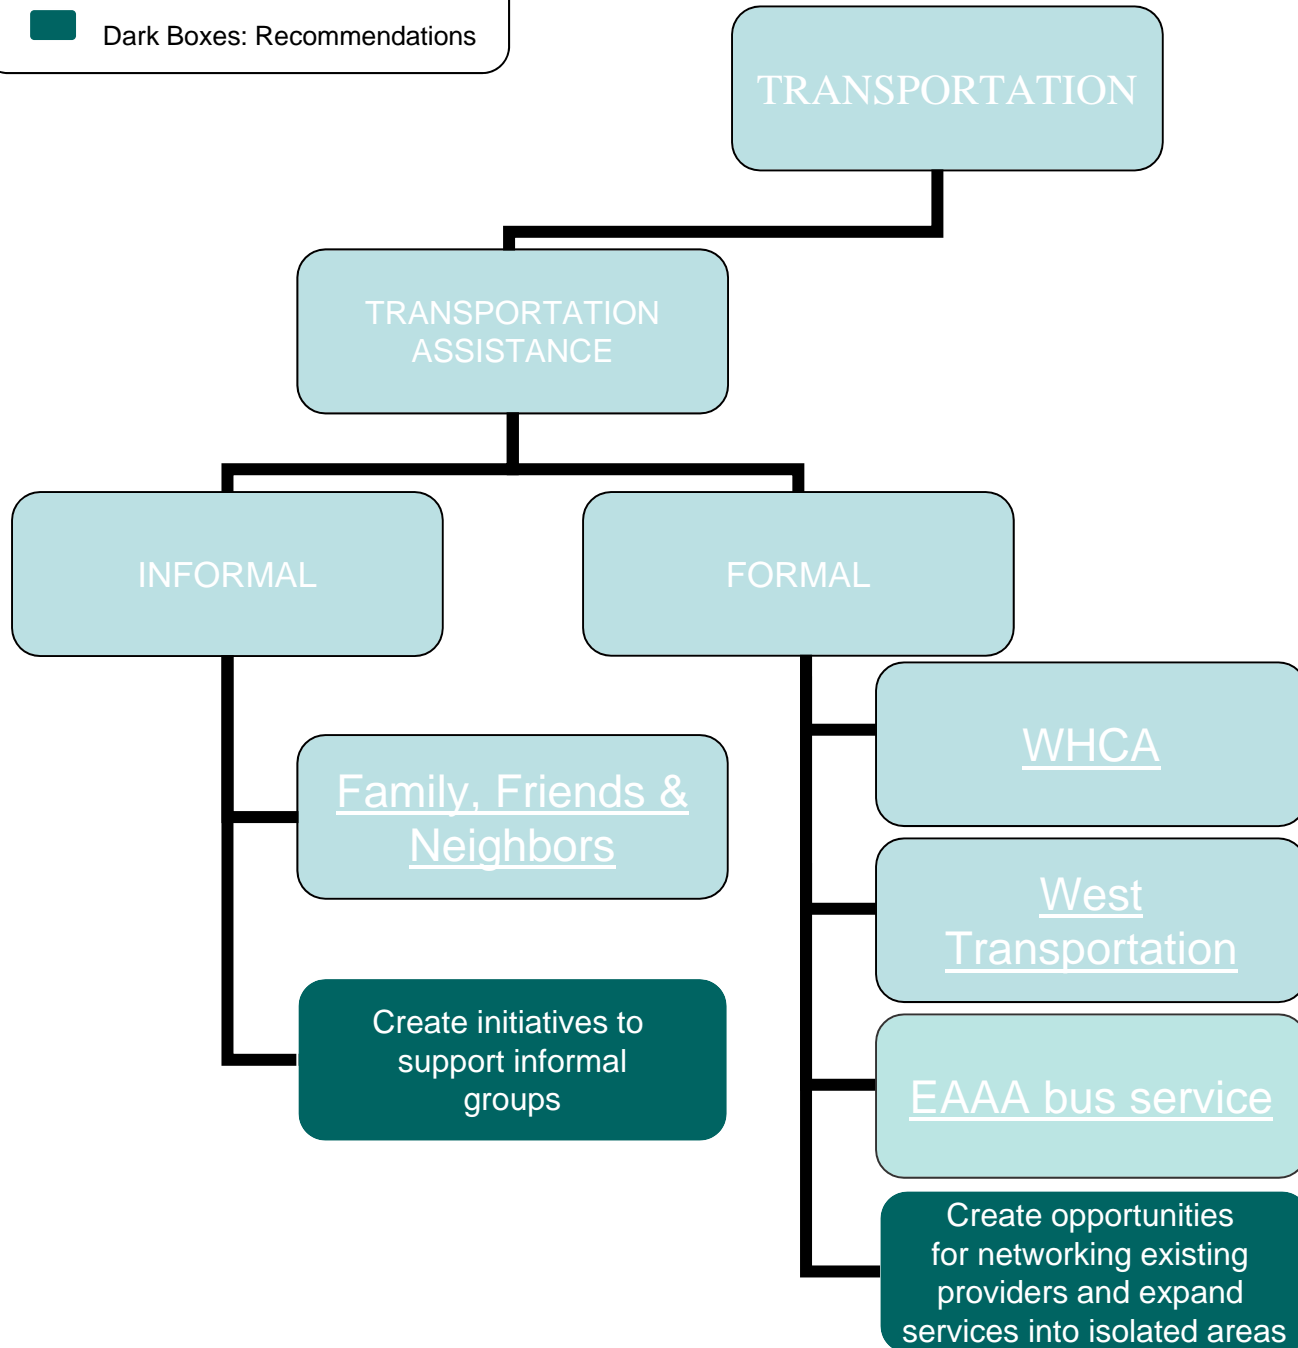 Dark Boxes: Recommendations
TRANSPORTATION
TRANSPORTATION
ASSISTANCE
INFORMAL
FORMAL
Family, Friends &
Neighbors
Create initiatives to
support informal
groups
WHCA
West
Transportation
EAAA bus service
Create opportunities
for networking existing
providers and expand
services into isolated areas